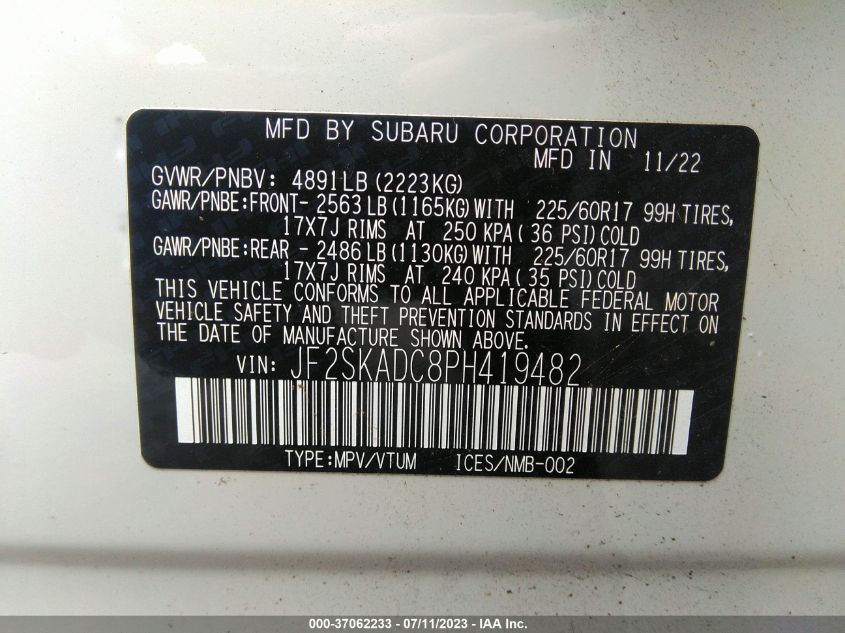 MFD BY SUBARU CORPORATION
MFD IN 11/22
GVWR/PNBV: 4891LB (2223KG)
GAWR/PNBE:FRONT- 2563 LB (1165KG) WITH 225/60R17 99H TIRES,
17X7J RIMS AT 250 KPA ( 36 PSI) COLD
GAWR/PNBE:REAR - 2486 LB (1130KG) WITH 225/60R17 99H TIRES,
17X7J RIMS AT 240 KPA ( 35 PSI) COLD
THIS VEHICLE CONFORMS TO ALL APPLICABLE FEDERAL MOTOR
VEHICLE SAFETY AND THEFT PREVENTION STANDARDS IN EFFECT ON
THE DATE OF MANUFACTURE SHOWN ABOVE.
VIN: JF2SKADC8PH419482
TYPE:MPV/VTUM ICES/NMB-002
000-37062233 - 07/11/2023 - IAA Inc.